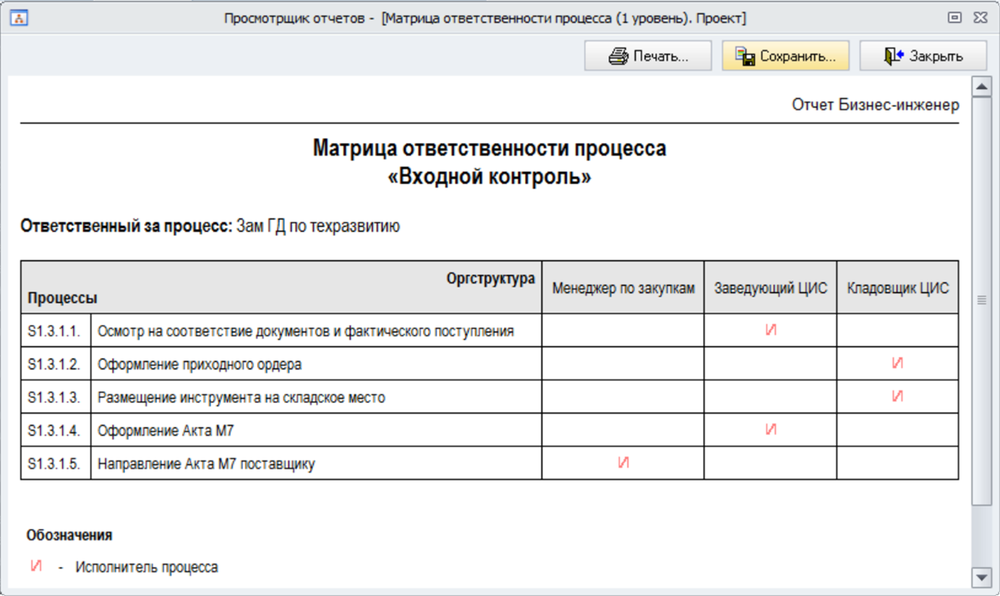 Просмотрщик отчетов - [Матрица ответственности процесса (1 уровень). Проект]
Печать... Сохранить... Закрыть
Отчет Бизнес-инженер
Матрица ответственности процесса
«Входной контроль»
Ответственный за процесс: Зам ГД по техразвитию
Оргструктура
Процессы
Менеджер по закупкам Заведующий ЦИС Кладовщик ЦИС
S1.3.1.1. Осмотр на соответствие документов и фактического поступления И
S1.3.1.2. Оформление приходного ордера И
S1.3.1.3. Размещение инструмента на складское место И
S1.3.1.4. Оформление Акта М7 И
S1.3.1.5. Направление Акта М7 поставщику И
Обозначения
И - Исполнитель процесса